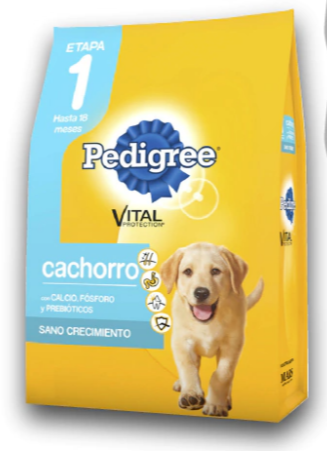 ETAPA
1
Hasta 18
meses
Pedigree
VITAL
PROTECTION
cachorro
con CALCIO, FÓSFORO
y PREBIÓTICOS
SANO CRECIMIENTO